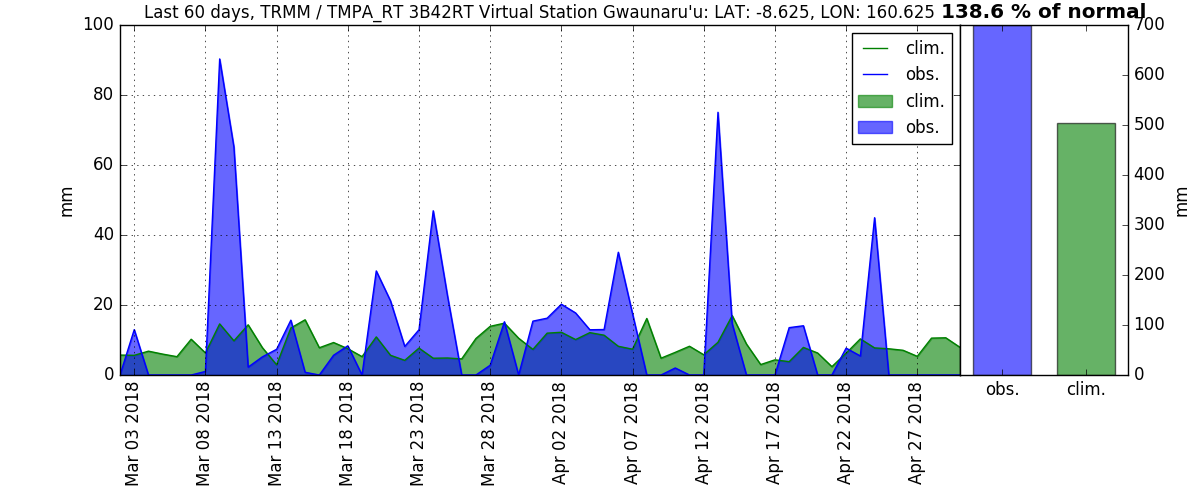 Last 60 days, TRMM / TMPA_RT 3B42RT Virtual Station Gwaunaru'u: LAT: -8.625, LON: 160.625 138.6 % of normal
clim.
obs.
clim.
obs.
100
80
60
40
20
0
mm
700
600
500
400
300
200
100
0
mm
Mar 03 2018
Mar 08 2018
Mar 13 2018
Mar 18 2018
Mar 23 2018
Mar 28 2018
Apr 02 2018
Apr 07 2018
Apr 12 2018
Apr 17 2018
Apr 22 2018
Apr 27 2018
obs.
clim.